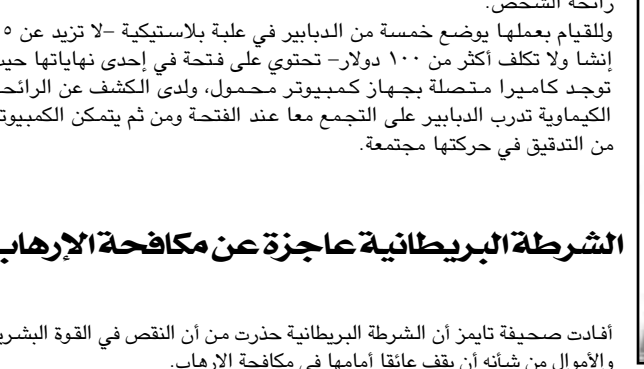 رائحة الشخص.
وللقيام بعملها يوضع خمسة من الدبابير في علبة بلاستيكية –لا تزيد عن ٥
إنشا ولا تكلف أكثر من ١٠٠ دولار– تحتوي على فتحة في إحدى نهاياتها حيث
توجد كاميرا متصلة بجهاز كمبيوتر محمول، ولدى الكشف عن الرائحة
الكيماوية تدرب الدبابير على التجمع معا عند الفتحة ومن ثم يتمكن الكمبيوتر
من التدقيق في حركتها مجتمعة.
الشرطة البريطانية عاجزة عن مكافحة الإرهاب
أفادت صحيفة تايمز أن الشرطة البريطانية حذرت من أن النقص في القوة البشرية
والأموال من شأنه أن يقف عائقا أمامها في مكافحة الإرهاب.